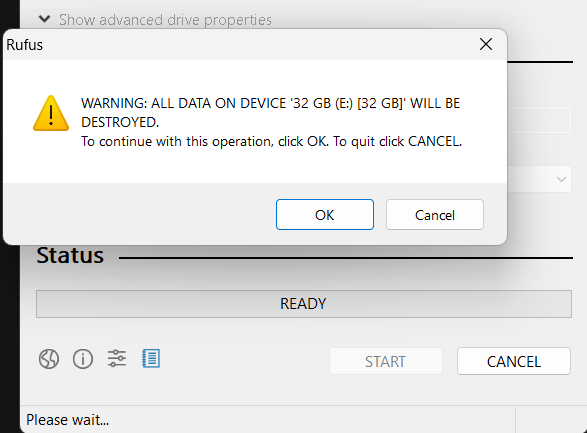 Show advanced drive properties
Rufus
WARNING: ALL DATA ON DEVICE '32 GB (E:) [32 GB]' WILL BE
DESTROYED.
To continue with this operation, click OK. To quit click CANCEL.
OK
Cancel
Status
READY
START
CANCEL
Please wait...